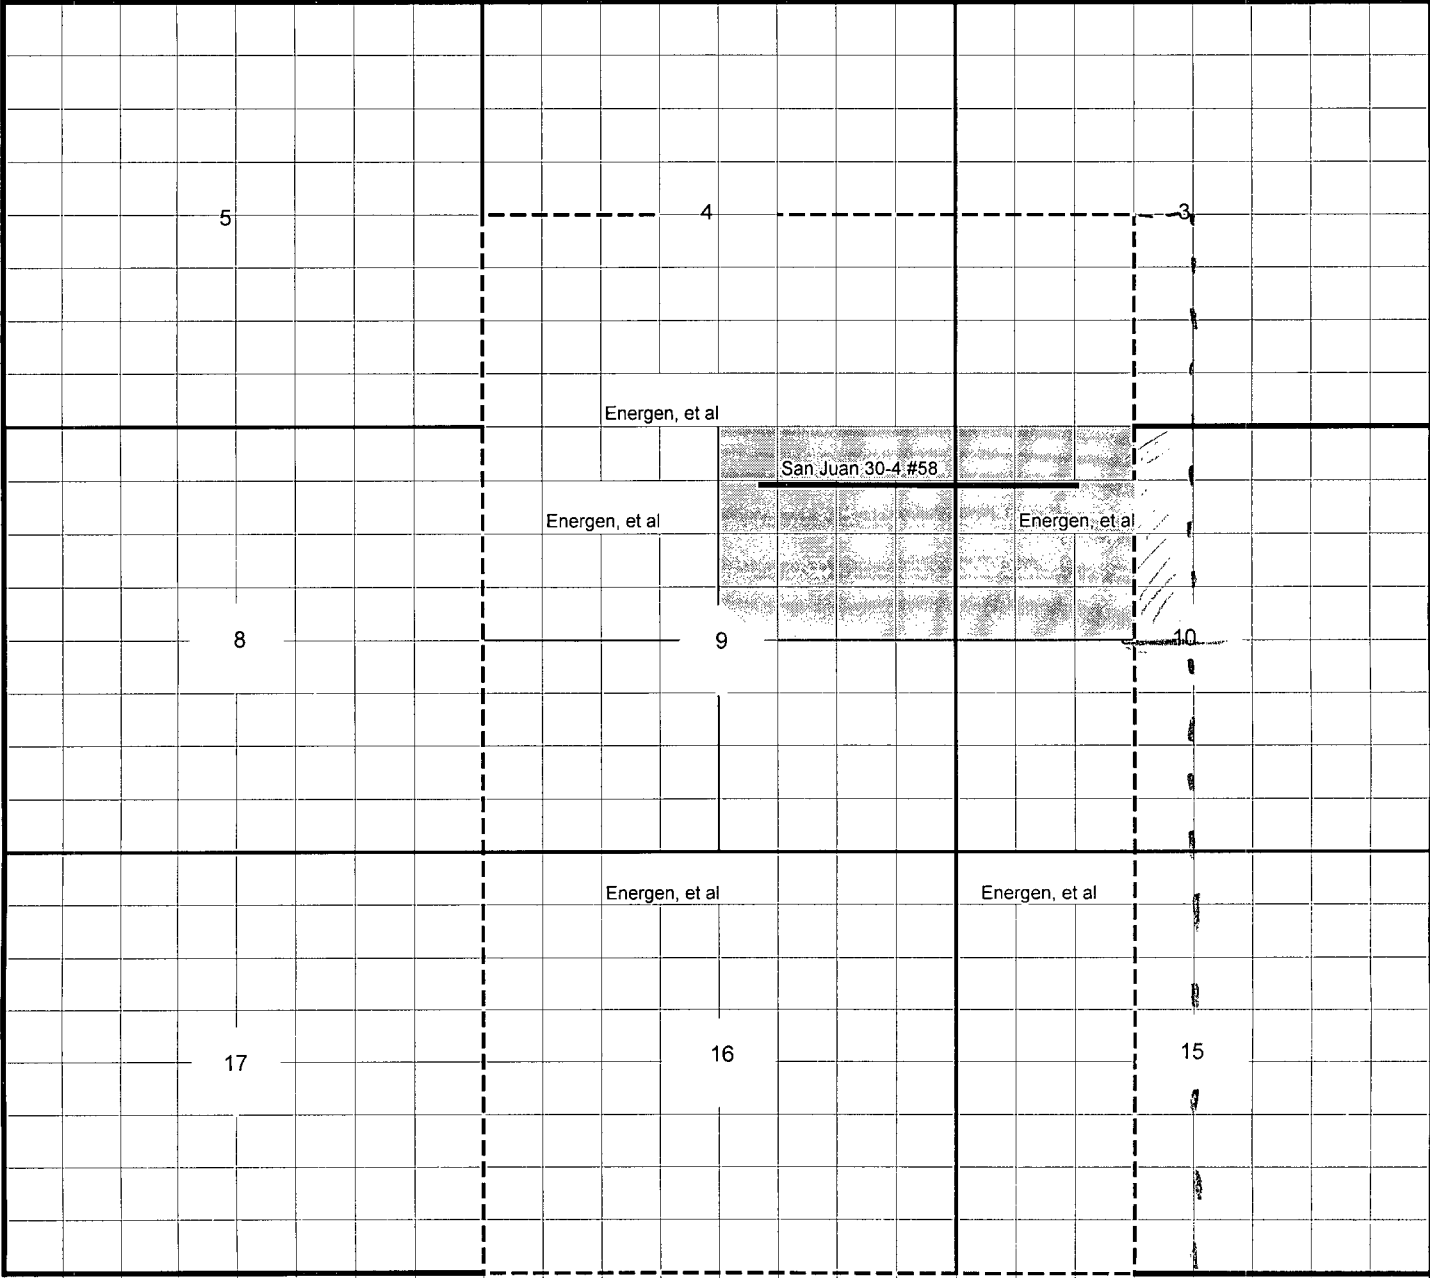 5
4
3
Energen, et al
San Juan 30-4 #58
Energen, et al
Energen, et al
8
9
10
Energen, et al
Energen, et al
17
16
15